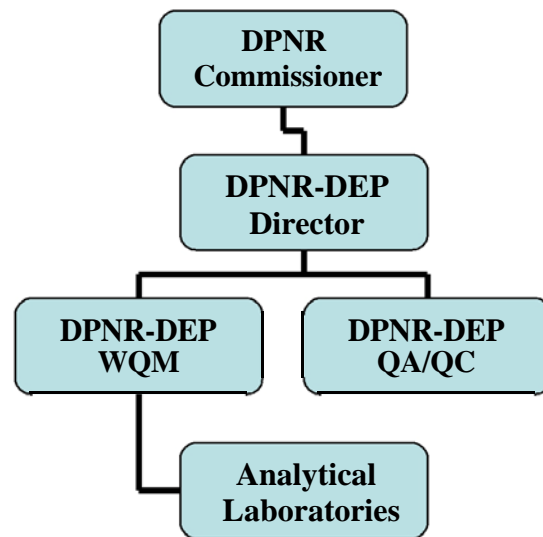 DPNR
Commissioner
DPNR-DEP
Director
DPNR-DEP
WQM
DPNR-DEP
QA/QC
Analytical
Laboratories